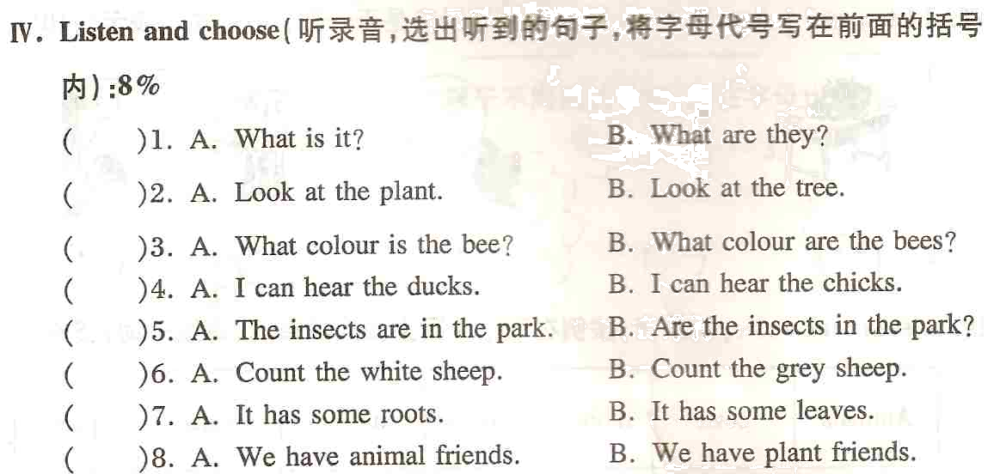 Ⅳ. Listen and choose(听录音,选出听到的句子,将字母代号写在前面的括号
内):8%
(  )1. A. What is it? B. What are they?
(  )2. A. Look at the plant. B. Look at the tree.
(  )3. A. What colour is the bee? B. What colour are the bees?
(  )4. A. I can hear the ducks. B. I can hear the chicks.
(  )5. A. The insects are in the park. B. Are the insects in the park?
(  )6. A. Count the white sheep. B. Count the grey sheep.
(  )7. A. It has some roots. B. It has some leaves.
(  )8. A. We have animal friends. B. We have plant friends.